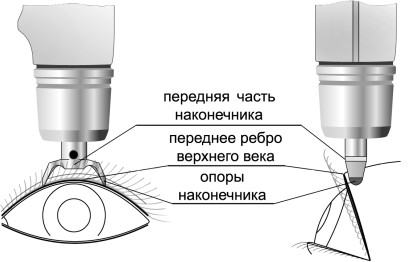 передняя часть
наконечника
переднее ребро
верхнего века
опоры
наконечника